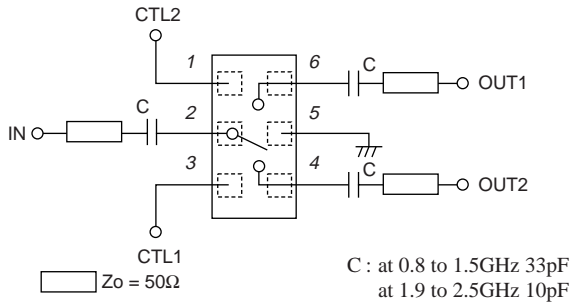 CTL2
1
6
C
OUT1
C
2
5
IN
3
4
C
OUT2
CTL1
Zo = 50Ω
C : at 0.8 to 1.5GHz 33pF
at 1.9 to 2.5GHz 10pF